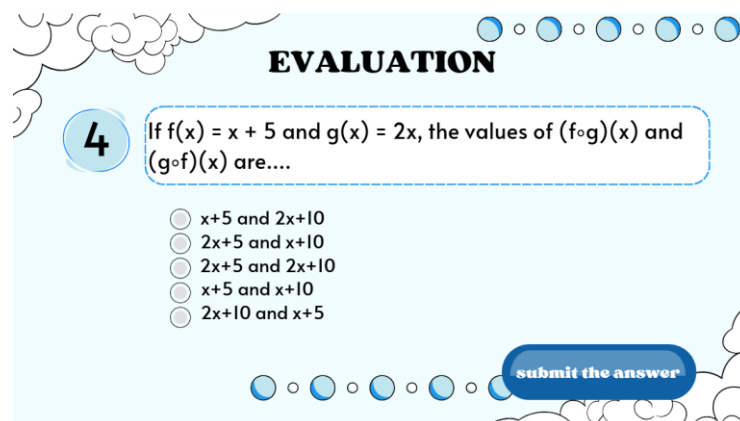 EVALUATION
4
If f(x) = x + 5 and g(x) = 2x, the values of (f∘g)(x) and
(g∘f)(x) are....
x+5 and 2x+10
2x+5 and x+10
2x+5 and 2x+10
x+5 and x+10
2x+10 and x+5
submit the answer